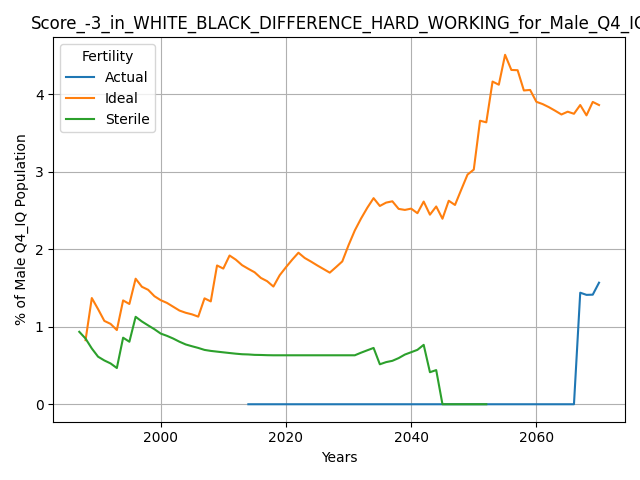 Score_-3_in_WHITE_BLACK_DIFFERENCE_HARD_WORKING_for_Male_Q4_IQ
Fertility
Actual
Ideal
Sterile
% of Male Q4_IQ Population
4
3
2
1
0
2000
2020
2040
2060
Years